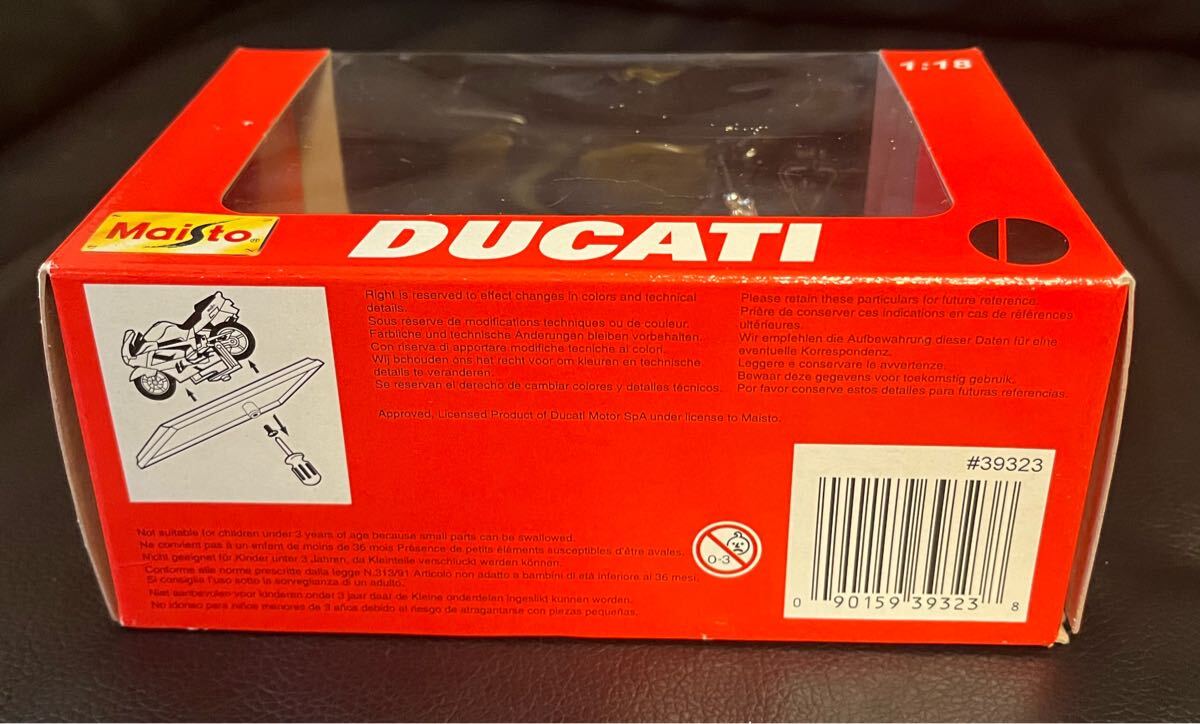 1:18
Maisto ®
DUCATI
Right is reserved to effect changes in colors and technical
details.
Sous réserve de modifications techniques ou de couleur.
Farbliche und technische Änderungen bleiben vorbehalten.
Con riserva di apportare modifiche tecniche al colori.
Wij bchouden ons het recht voor om kleuren en technische
details te veranderen.
Se reservan el derecho de cambiar colores y detalles técnicos.
Please retain these particulars for future reference.
Prière de conserver ces indications en cas de références
ultérieures.
Wir empfehlen die Aufbewahrung dieser Daten für eine
eventuelle Korrespondenz.
Leggere e conservare le avvertenze.
Bewaar deze gegevens voor toekomstig gebruik.
Por favor conserve estos detalles para futuras referencias.
Approved, Licensed Product of Ducati Motor SpA under license to Maisto.
#39323
0 90159 39323 8
Not suitable for children under 3 years of age because small parts can be swallowed.
Ne convient pas à un enfant de moins de 36 mois Présence de petits éléments susceptibles d'être avales.
Nicht geeignet für Kinder unter 3 Jahren, da Kleinteile verschluckt werden können.
Conforme alle norme prescritte dalla legge N.313/91 Articolo non adatto a bambini di età inferiore al 36 mesi.
Si consiglia l'uso sotto la sorveglianza di un adulto.
Niet aanbevolen voor kinderen onder 3 jaar daar de Kleine onderdelen Ingeslikt kunnen worden.
No idonso para niños menores de 3 años debido al riesgo de atragantarse con piezas pequeñas.
0-3